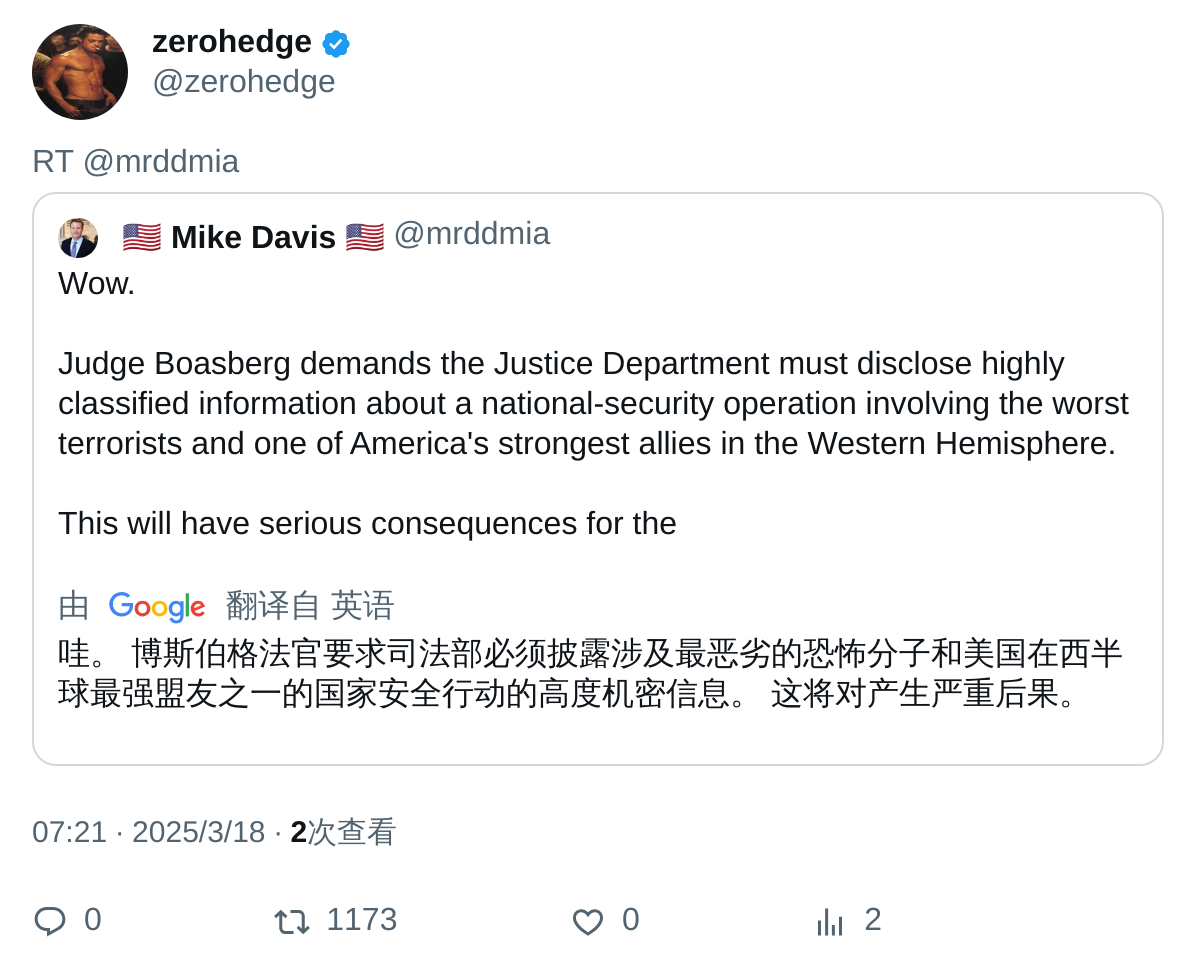 zerohedge
@zerohedge
RT @mrddmia
🇺🇸 Mike Davis 🇺🇸 @mrddmia
Wow.
Judge Boasberg demands the Justice Department must disclose highly
classified information about a national-security operation involving the worst
terrorists and one of America's strongest allies in the Western Hemisphere.
This will have serious consequences for the
由 Google 翻译自 英语
哇。 博斯伯格法官要求司法部必须披露涉及最恶劣的恐怖分子和美国在西半
球最强盟友之一的国家安全行动的高度机密信息。 这将对产生严重后果。
07:21 · 2025/3/18 · 2次查看
0 1173 0 2